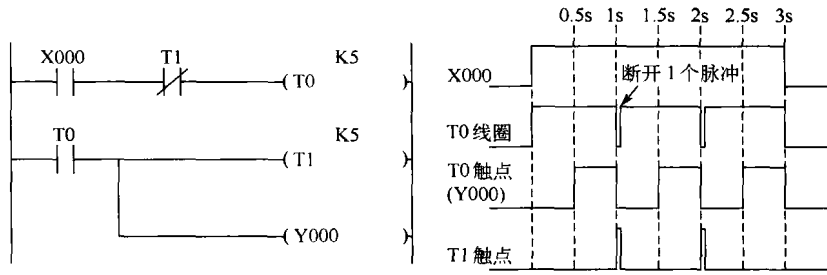 X000 T1 K5
T0
T0 K5
T1
Y000
0.5s 1s 1.5s 2s 2.5s 3s
X000
断开1个脉冲
T0线圈
T0触点
(Y000)
T1触点